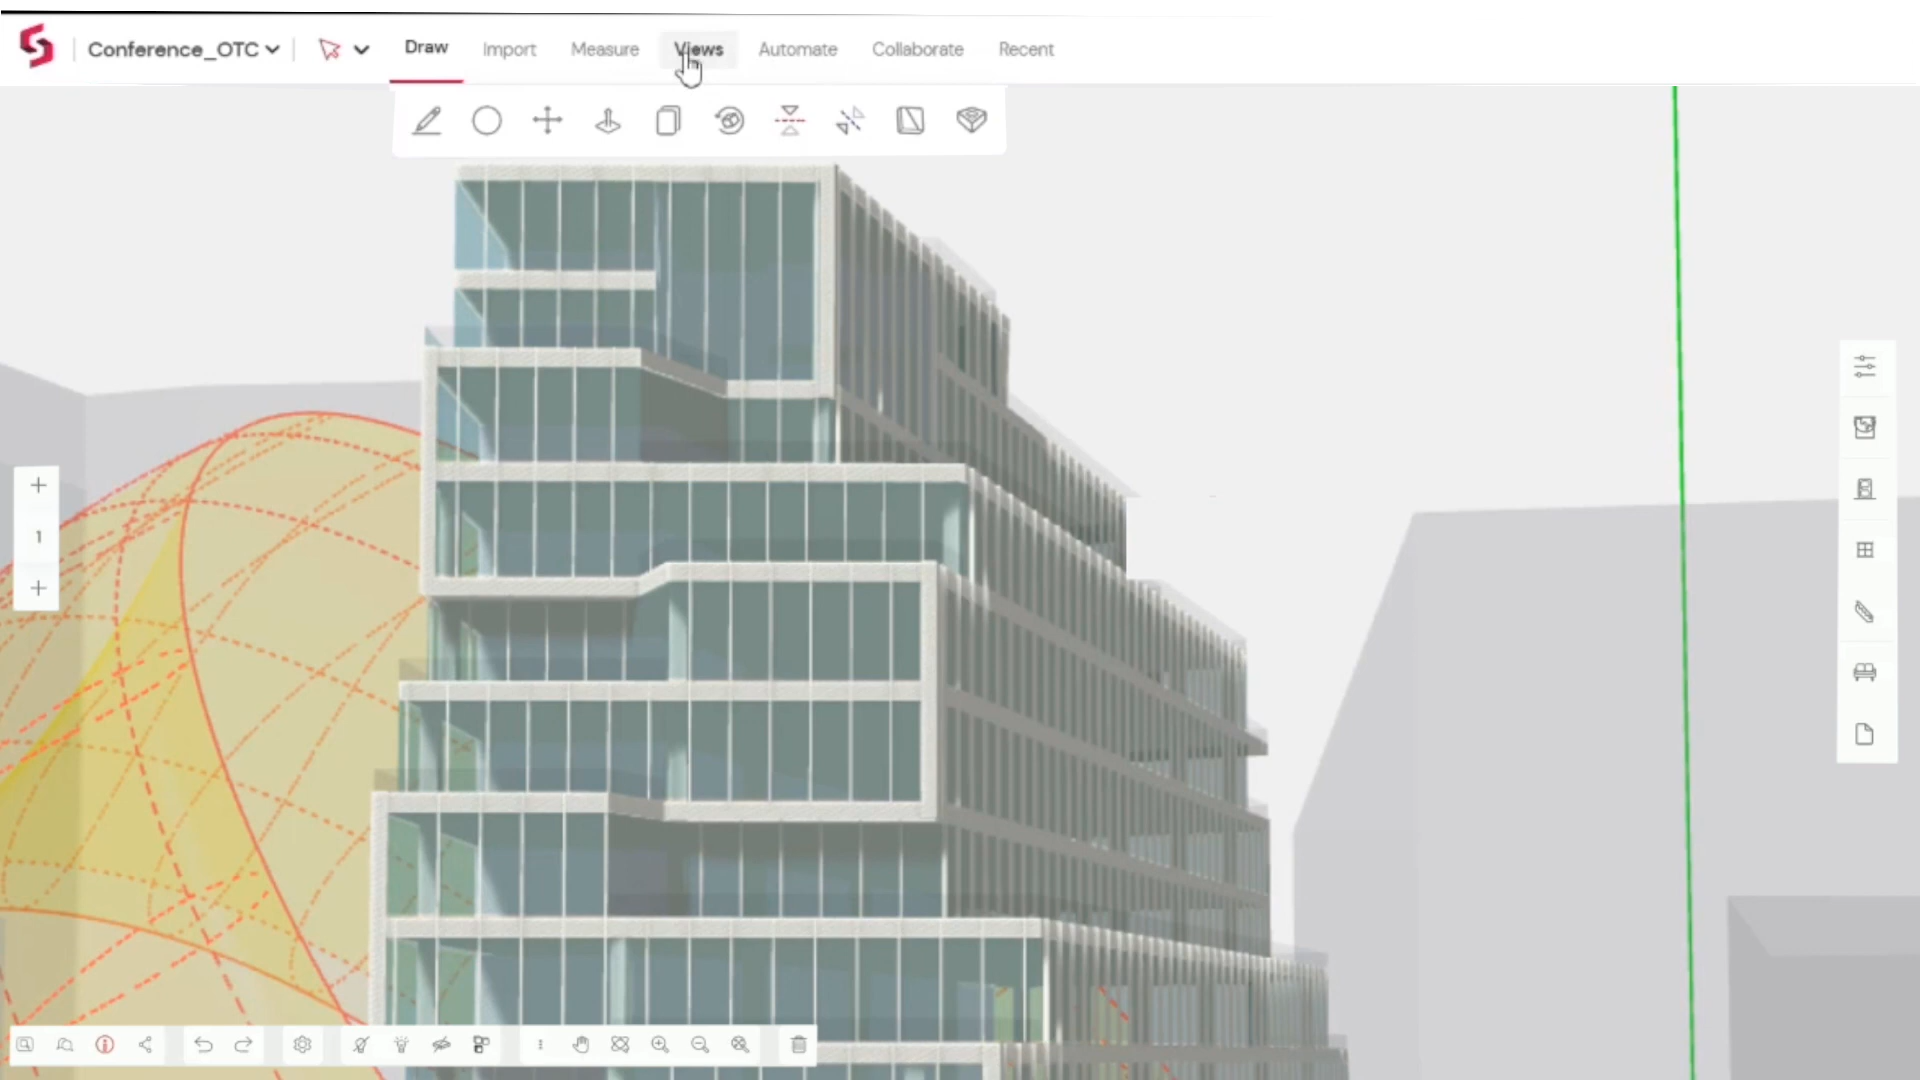 Conference_OTC
Draw
Import
Measure
Views
Automate
Collaborate
Recent
1